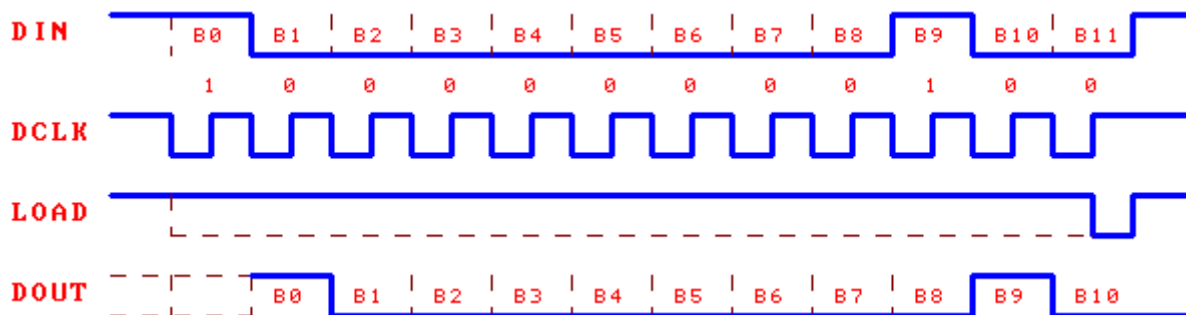 DIN B0 B1 B2 B3 B4 B5 B6 B7 B8 B9 B10 B11
1 0 0 0 0 0 0 0 0 1 0 0
DCLK
LOAD
DOUT B0 B1 B2 B3 B4 B5 B6 B7 B8 B9 B10